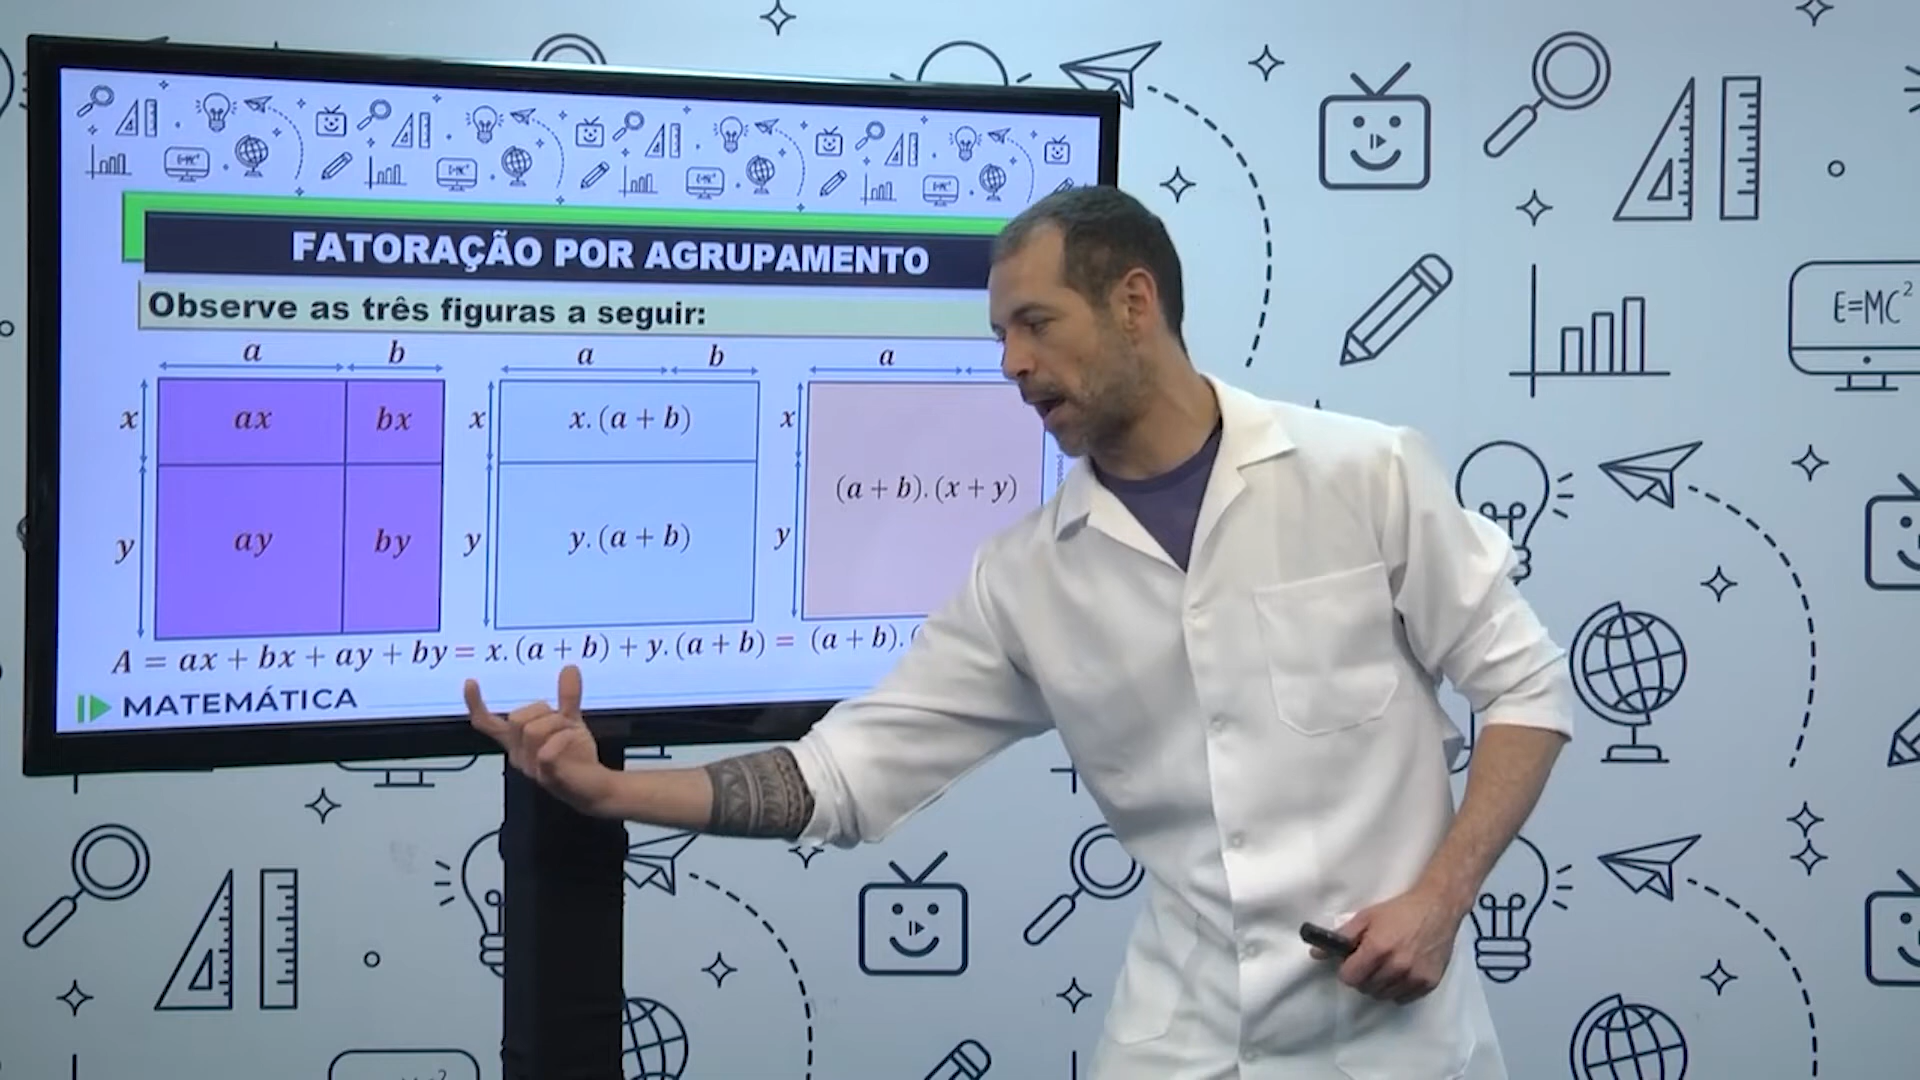 FATORAÇÃO POR AGRUPAMENTO
Observe as três figuras a seguir:
a b a b a
x ax bx x x. (a + b) x
(a + b). (x + y)
y ay by y y. (a + b) y
A = ax + bx + ay + by = x. (a + b) + y. (a + b) = (a + b). (
MATEMÁTICA
E=MC²